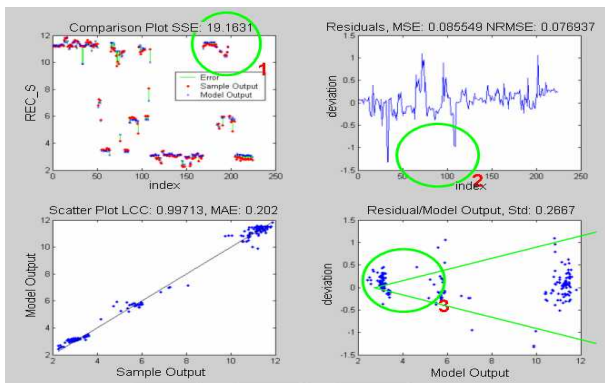 Comparison Plot SSE: 19.1631
12
10
8
6
4
2
REC_S
0 50 100 150 200 250
index
Error
Sample Output
Model Output
1
Residuals, MSE: 0.085549 NRMSE: 0.076937
1.5
1
0.5
0
-0.5
-1
-1.5
deviation
0 50 100 150 200 250
index
2
Scatter Plot LCC: 0.99713, MAE: 0.202
12
10
8
6
4
2
Model Output
2 4 6 8 10 12
Sample Output
Residual/Model Output, Std: 0.2667
1.5
1
0.5
0
-0.5
-1
-1.5
deviation
4 6 8 10 12
Model Output
3